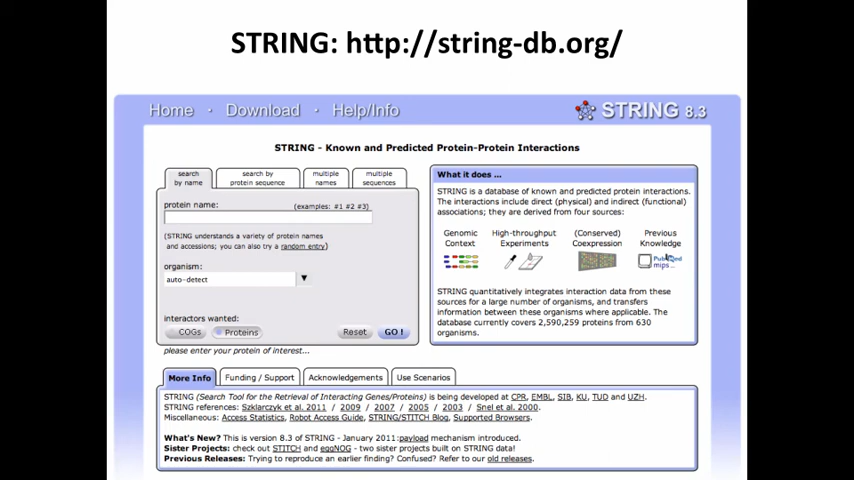 STRING: http://string-db.org/
Home · Download · Help/Info
STRING 8.3
STRING - Known and Predicted Protein-Protein Interactions
search
by name
search by
protein sequence
multiple
names
multiple
sequences
protein name:
(examples: #1 #2 #3)
(STRING understands a variety of protein names
and accessions; you can also try a random entry)
organism:
auto-detect
interactors wanted:
COGs
Proteins
Reset
GO !
please enter your protein of interest...
What it does ...
STRING is a database of known and predicted protein interactions.
The interactions include direct (physical) and indirect (functional)
associations; they are derived from four sources:
Genomic
Context
High-throughput
Experiments
(Conserved)
Coexpression
Previous
Knowledge
mips
STRING quantitatively integrates interaction data from these
sources for a large number of organisms, and transfers
information between these organisms where applicable. The
database currently covers 2,590,259 proteins from 630
organisms.
More Info
Funding / Support
Acknowledgements
Use Scenarios
STRING (Search Tool for the Retrieval of Interacting Genes/Proteins) is being developed at CPR, EMBL, SIB, KU, TUD and UZH.
STRING references: Szklarczyk et al. 2011 / 2009 / 2007 / 2005 / 2003 / Snel et al. 2000.
Miscellaneous: Access Statistics, Robot Access Guide, STRING/STITCH Blog, Supported Browsers.
What's New? This is version 8.3 of STRING - January 2011:payload mechanism introduced.
Sister Projects: check out STITCH and eggNOG - two sister projects built on STRING data!
Previous Releases: Trying to reproduce an earlier finding? Confused? Refer to our old releases.